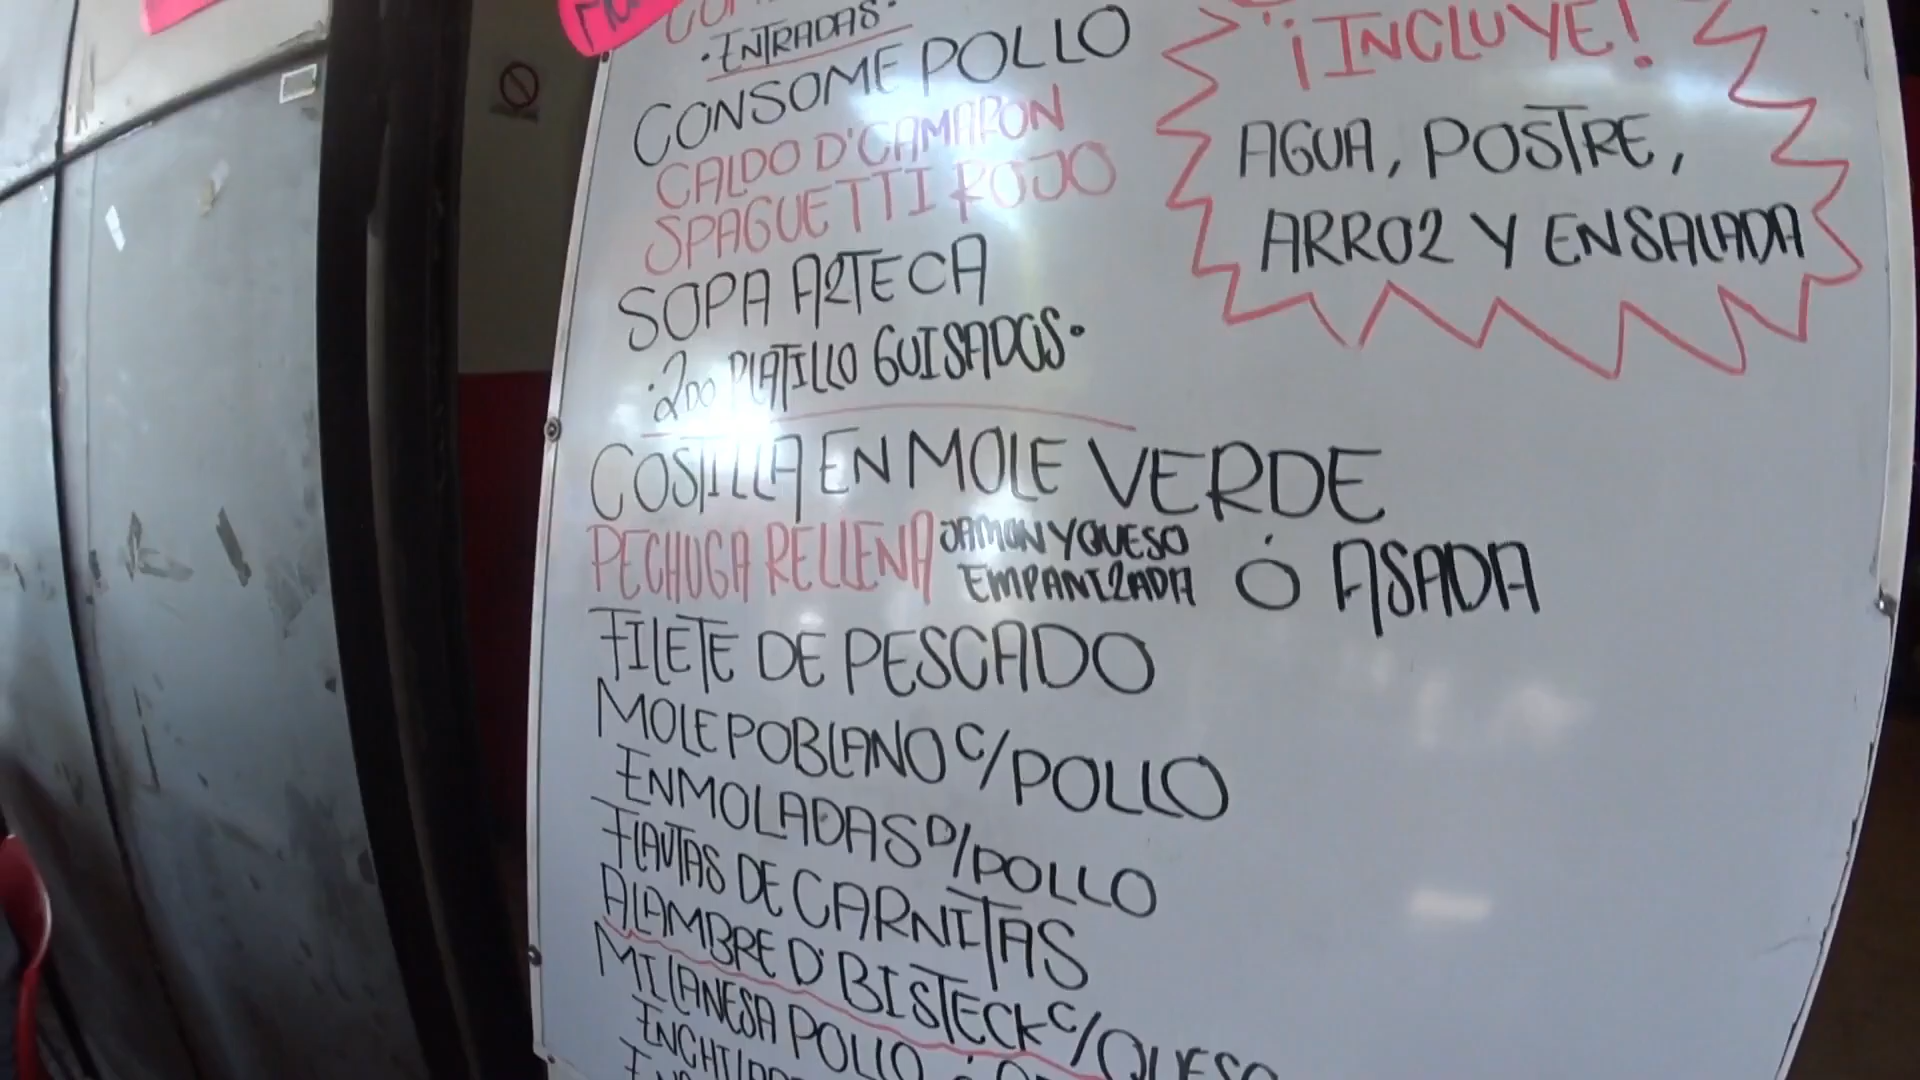 ·ENTRADAS·
CONSOME POLLO
CALDO D'CAMARON
SPAGUETTI ROJO
SOPA AZTECA
·2DO PLATILLO GUISADOS·
COSTILLA EN MOLE VERDE
PECHUGA RELLENA JAMON Y QUESO EMPANIZADA Ó ASADA
FILETE DE PESCADO
MOLE POBLANO C/POLLO
ENMOLADAS D/POLLO
FLAUTAS DE CARNITAS
ALAMBRE D'BISTECK C/QUESO
MILANESA POLLO
¡INCLUYE!
AGUA, POSTRE,
ARROZ Y ENSALADA